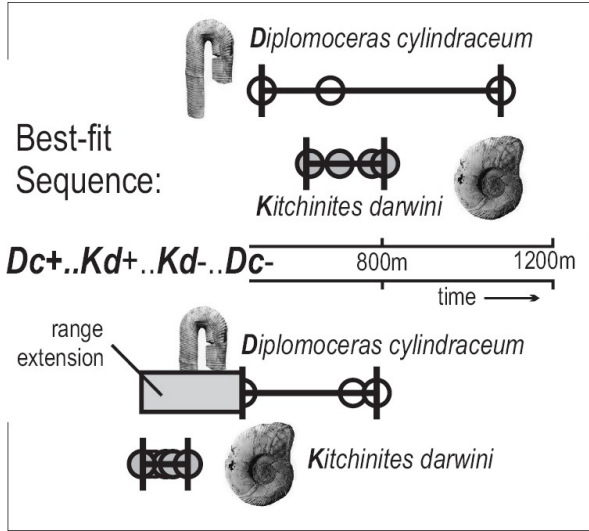 Diplomoceras cylindraceum
Best-fit
Sequence:
Kitchinites darwini
Dc+..Kd+..Kd-..Dc-
800m
1200m
time
range
extension
Diplomoceras cylindraceum
Kitchinites darwini